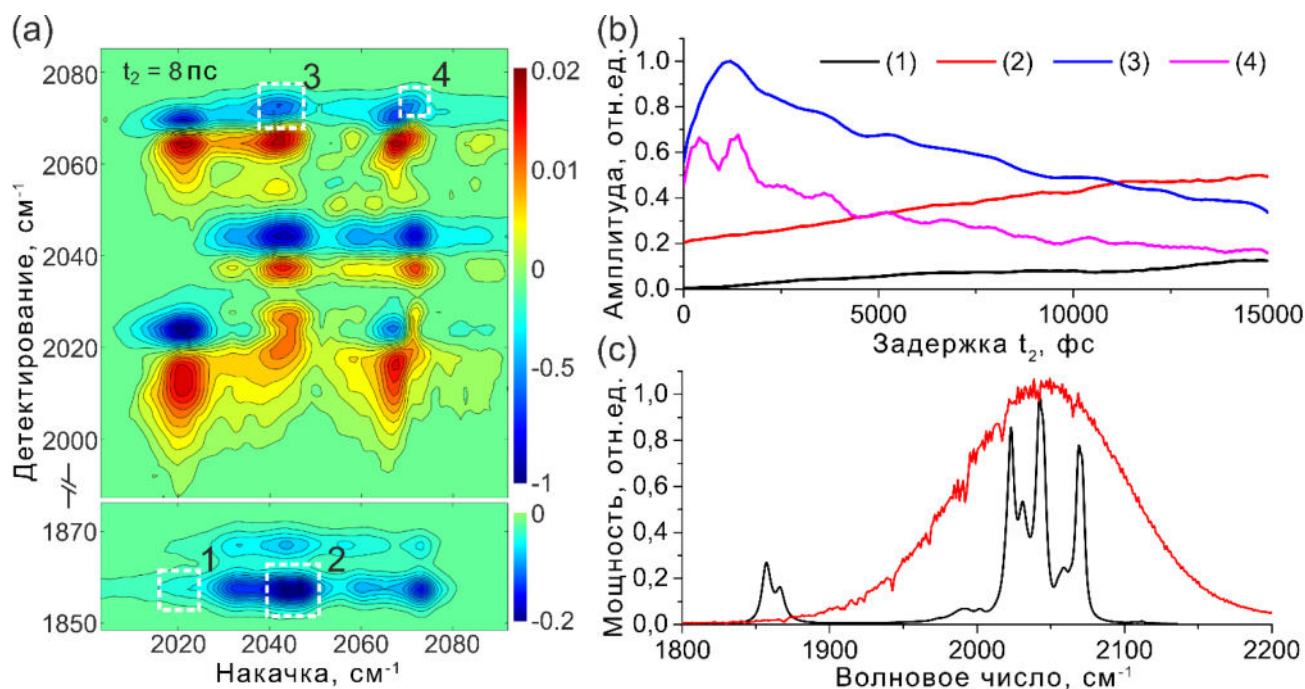 (a)
t₂ = 8 пс
3
4
2080
2060
2040
2020
2000
Детектирование, см⁻¹
0.02
0.01
0
-0.5
-1
1
2
1870
1850
0
-0.2
2020 2040 2060 2080
Накачка, см⁻¹
(b)
(1) (2) (3) (4)
1.0
0.8
0.6
0.4
0.2
0.0
Амплитуда, отн.ед.
0 5000 10000 15000
Задержка t₂, фс
(c)
1,0
0,8
0,6
0,4
0,2
0,0
Мощность, отн.ед.
1800 1900 2000 2100 2200
Волновое число, см⁻¹